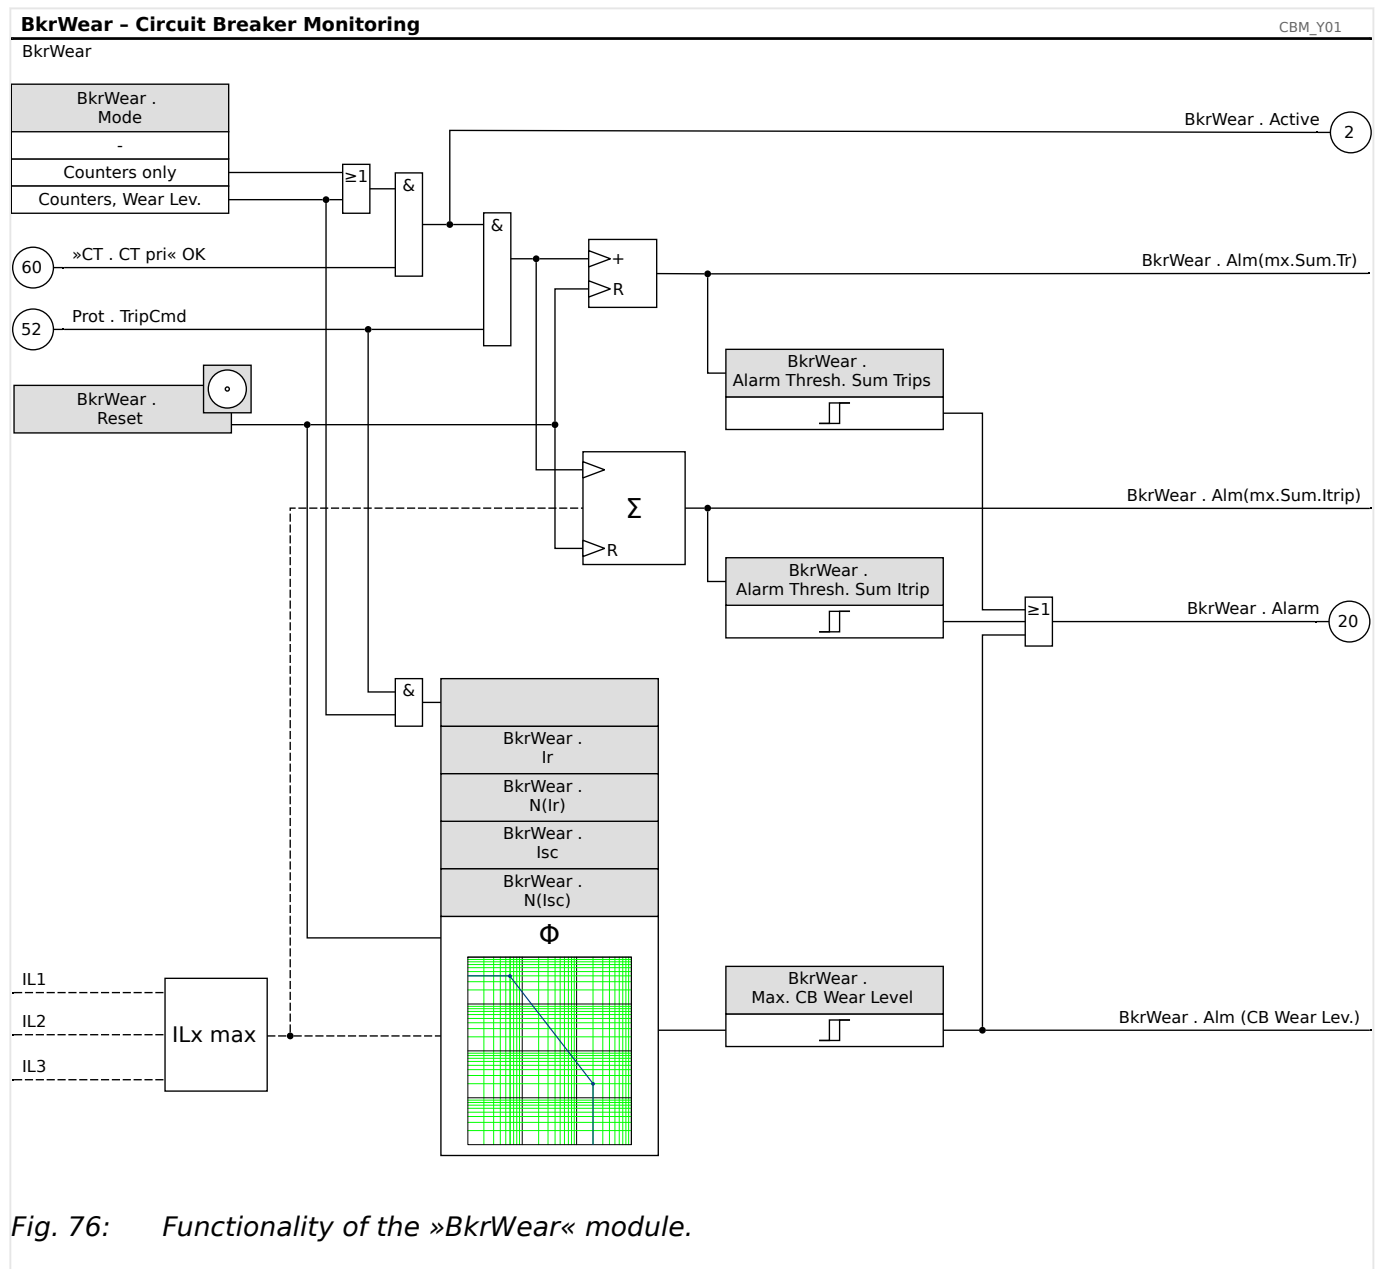 BkrWear – Circuit Breaker Monitoring
CBM_Y01
BkrWear
BkrWear .
Mode
-
Counters only
Counters, Wear Lev.
≥1
&
&
BkrWear . Active
2
60
»CT . CT pri« OK
52
Prot . TripCmd
+
R
BkrWear . Alm(mx.Sum.Tr)
BkrWear .
Reset
BkrWear .
Alarm Thresh. Sum Trips
Σ
R
BkrWear . Alm(mx.Sum.Itrip)
BkrWear .
Alarm Thresh. Sum Itrip
≥1
BkrWear . Alarm
20
&
BkrWear .
Ir
BkrWear .
N(Ir)
BkrWear .
Isc
BkrWear .
N(Isc)
Φ
IL1
IL2
IL3
ILx max
BkrWear .
Max. CB Wear Level
BkrWear . Alm (CB Wear Lev.)
Fig. 76: Functionality of the »BkrWear« module.